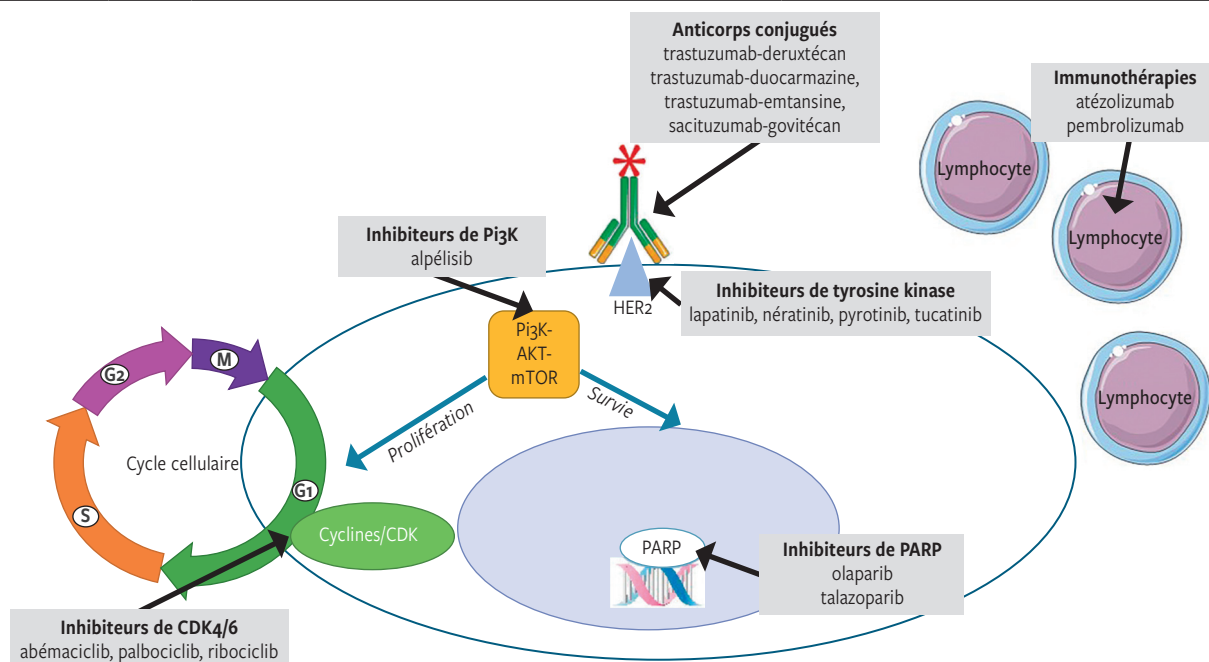 Anticorps conjugués
trastuzumab-deruxtécan
trastuzumab-duocarmazine,
trastuzumab-emtansine,
sacituzumab-govitécan
Immunothérapies
atézolizumab
pembrolizumab
Lymphocyte
Lymphocyte
Lymphocyte
Inhibiteurs de Pi3K
alpélisib
HER2
Inhibiteurs de tyrosine kinase
lapatinib, nératinib, pyrotinib, tucatinib
Pi3K-
AKT-
mTOR
Prolifération
Survie
G2
M
G1
S
Cycle cellulaire
Cyclines/CDK
PARP
Inhibiteurs de PARP
olaparib
talazoparib
Inhibiteurs de CDK4/6
abémaciclib, palbociclib, ribociclib